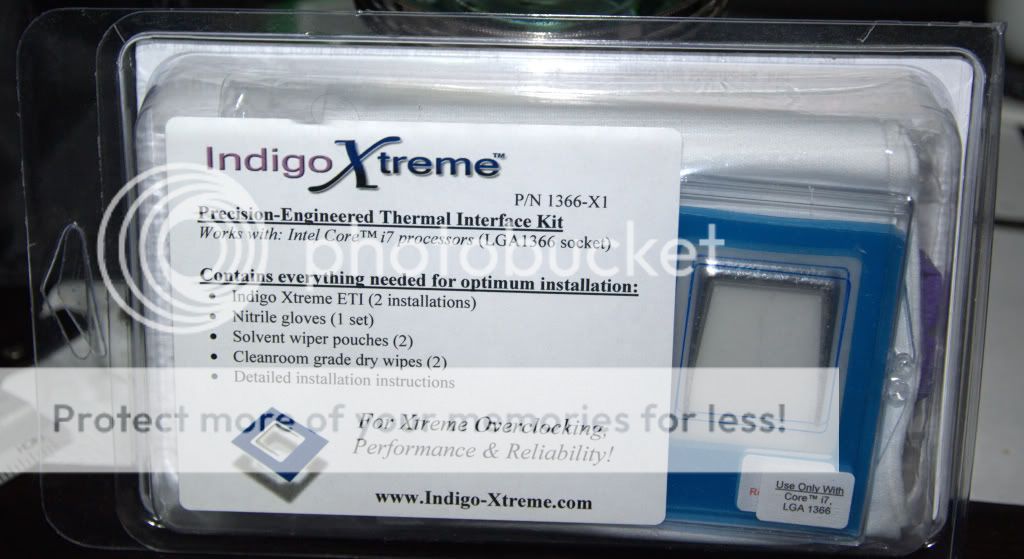 Indigo Xtreme™
P/N 1366-X1
Precision-Engineered Thermal Interface Kit
Works with: Intel Core™ i7 processors (LGA1366 socket)
photobucket
Contains everything needed for optimum installation:
• Indigo Xtreme ETI (2 installations)
• Nitrile gloves (1 set)
• Solvent wiper pouches (2)
• Cleanroom grade dry wipes (2)
• Detailed installation instructions
Protect more of your memories for less!
For Xtreme Overclocking,
Performance & Reliability!
www.Indigo-Xtreme.com
Use Only With
Core™ i7,
LGA 1366